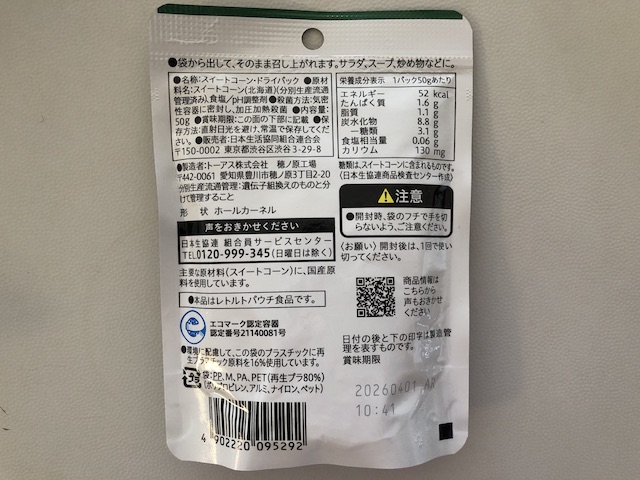 ●袋から出して、そのまま召し上がれます。サラダ、スープ、炒め物などに。
●名称:スイートコーン・ドライパック ●原材
料名:スイートコーン(北海道)(分別生産流通
管理済み)、食塩/pH調整剤 ●殺菌方法:気密
性容器に密封し、加圧加熱殺菌 ●内容量:
50g ●賞味期限:この面の下部に記載 ●保
存方法:直射日光を避け、常温で保存してくださ
い。●販売者:日本生活協同組合連合会
〒150-0002 東京都渋谷区渋谷3-29-8
●製造者:トーアス株式会社 穂ノ原工場
〒442-0061 愛知県豊川市穂ノ原3丁目2-20
分別生産流通管理:遺伝子組換えのものと分
けて管理すること
形 状 ホールカーネル
声をおきかせください
日本生協連 組合員サービスセンター
TEL0120-999-345(日曜日は除く)
主要な原材料(スイートコーン)に、国産原
料を使用しています。
●本品はレトルトパウチ食品です。
エコマーク認定容器
認定番号21140081号
●環境に配慮して、この袋のプラスチックに再
生プラスチック原料を16%使用しています。
袋:PP,M,PA,PET(再生プラ80%)
(ポリプロピレン、アルミ、ナイロン、ペット)
4 902220 095292
栄養成分表示 1パック50gあたり
エネルギー 52 kcal
たんぱく質 1.6 g
脂質 1.1 g
炭水化物 8.8 g
-糖類 3.1 g
食塩相当量 0.06 g
カリウム 130 mg
糖類はスイートコーンに含まれるものです。
(日本生協連商品検査センター作成)
注意
●開封時、袋のフチで手を切
らないよう、ご注意ください。
〈お願い〉開封後は、1回で使い
切ってください。
商品情報は
こちらから
声もおきかせ
ください
日付の後と下の印字は製造管
理を表すものです。
賞味期限
20260401
10:41